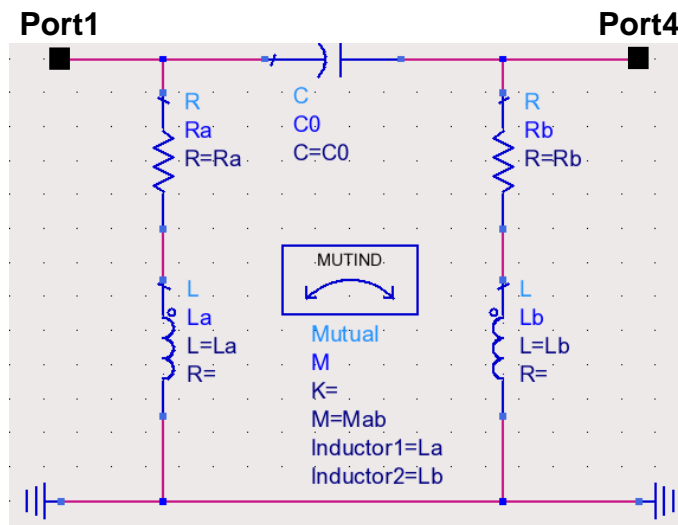 Port1
Port4
C
C0
C=C0
R
Ra
R=Ra
R
Rb
R=Rb
MUTIND
L
La
L=La
R=
Mutual
M
K=
M=Mab
Inductor1=La
Inductor2=Lb
L
Lb
L=Lb
R=